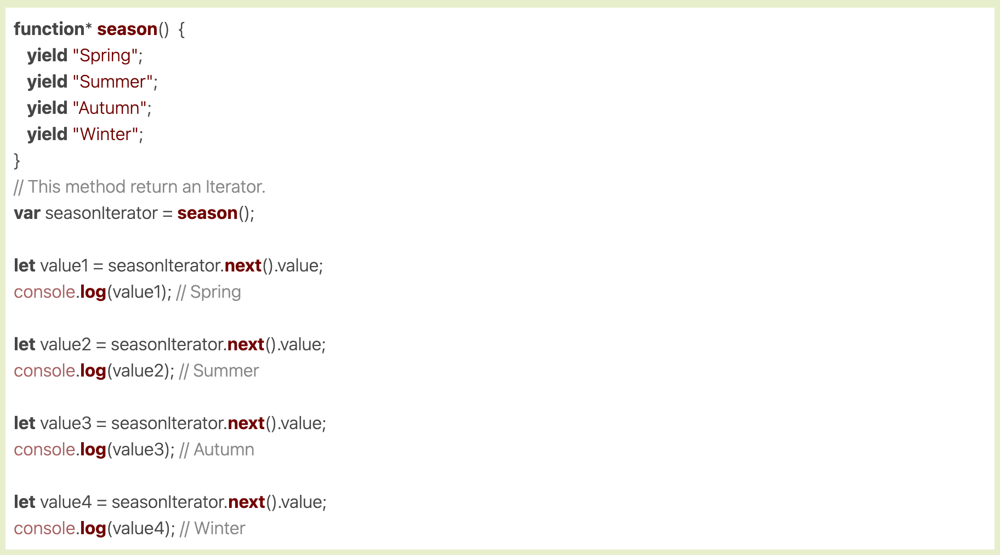 function* season()  {
yield "Spring";
yield "Summer";
yield "Autumn";
yield "Winter";
}
// This method return an Iterator.
var seasonIterator = season();
let value1 = seasonIterator.next().value;
console.log(value1); // Spring
let value2 = seasonIterator.next().value;
console.log(value2); // Summer
let value3 = seasonIterator.next().value;
console.log(value3); // Autumn
let value4 = seasonIterator.next().value;
console.log(value4); // Winter